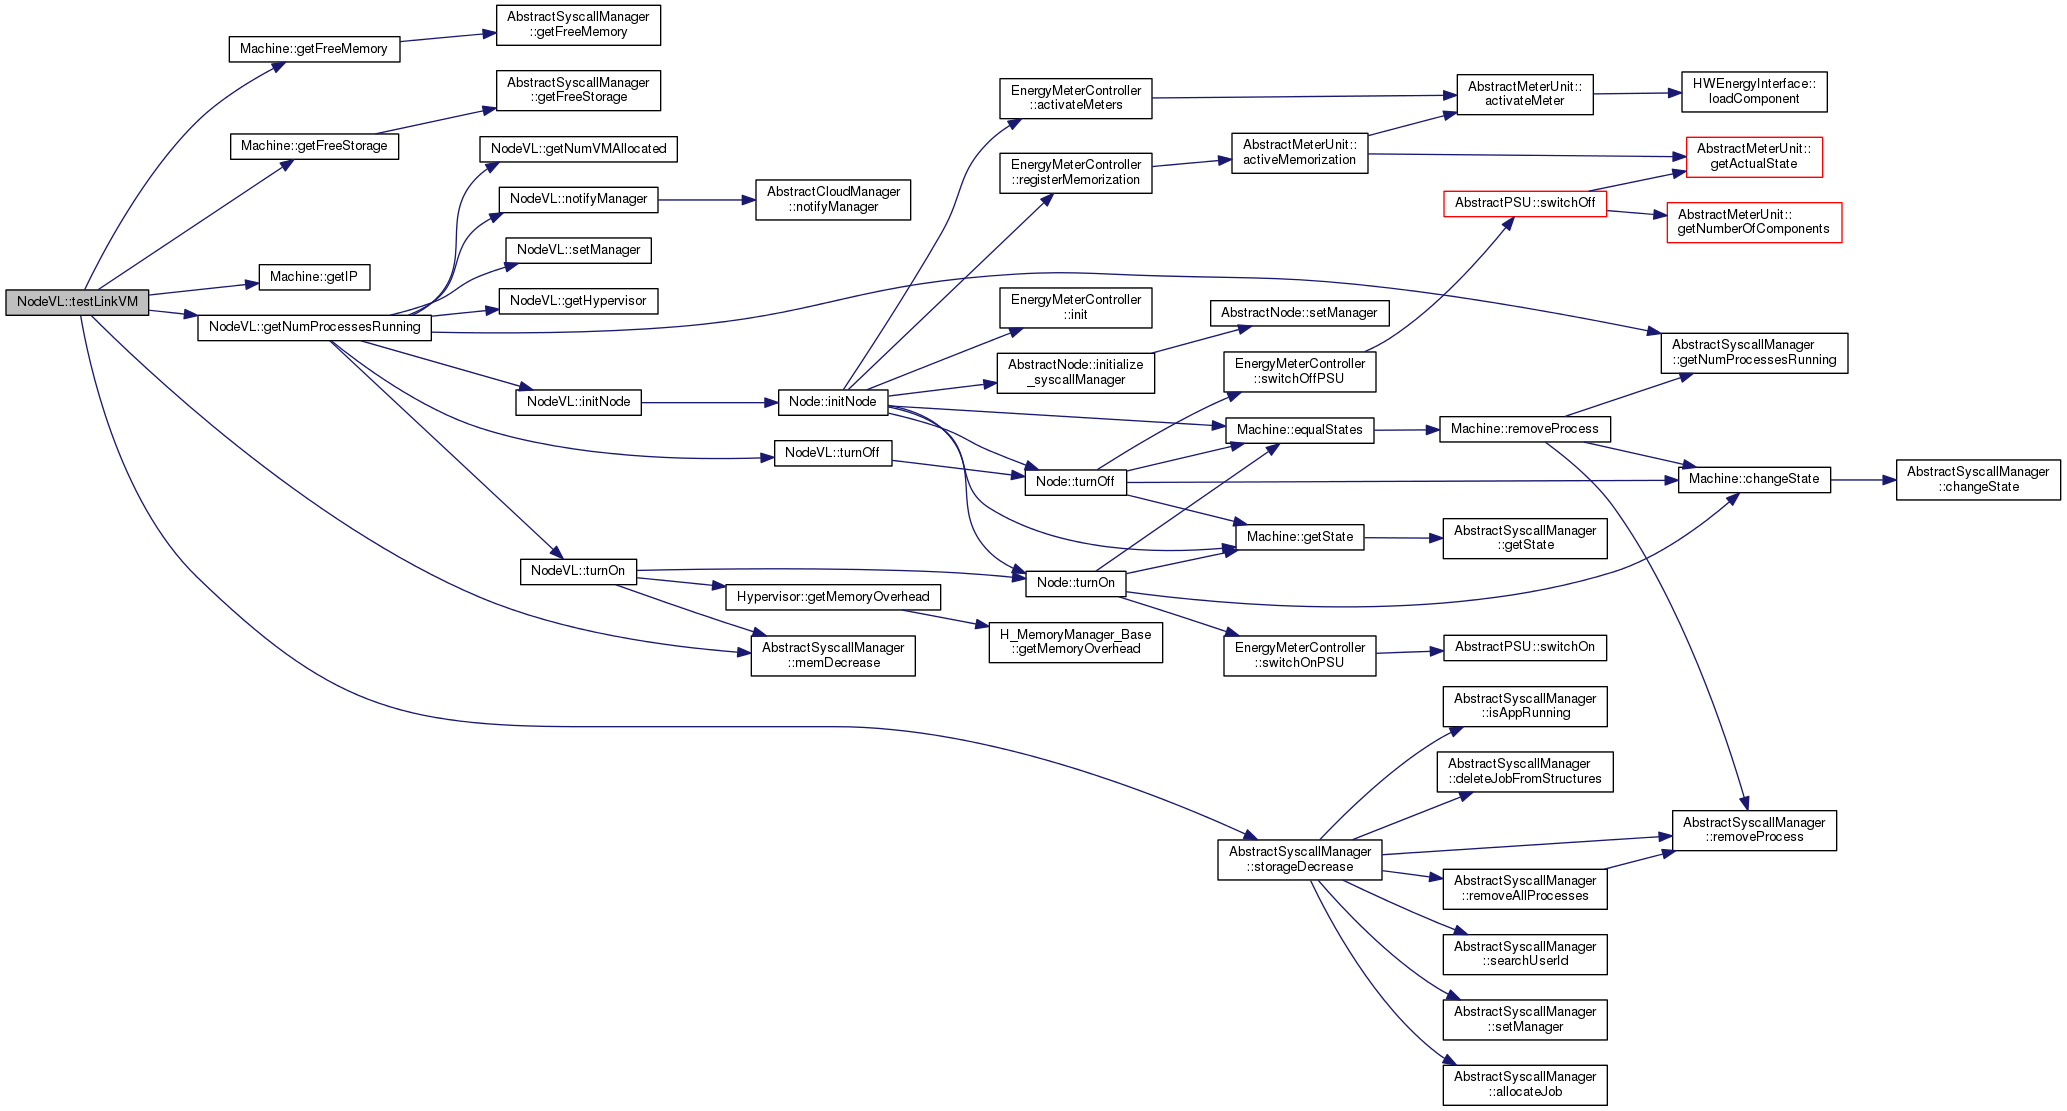 NodeVL::testLinkVM
Machine::getFreeMemory
Machine::getFreeStorage
Machine::getIP
NodeVL::getNumProcessesRunning
AbstractSyscallManager
::getFreeMemory
AbstractSyscallManager
::getFreeStorage
NodeVL::getNumVMAllocated
NodeVL::notifyManager
NodeVL::setManager
NodeVL::getHypervisor
NodeVL::initNode
NodeVL::turnOn
AbstractCloudManager
::notifyManager
Node::initNode
NodeVL::turnOff
Hypervisor::getMemoryOverhead
AbstractSyscallManager
::memDecrease
EnergyMeterController
::activateMeters
EnergyMeterController
::registerMemorization
EnergyMeterController
::init
AbstractNode::initialize
_syscallManager
Node::turnOff
Node::turnOn
H_MemoryManager_Base
::getMemoryOverhead
AbstractMeterUnit::
activeMemorization
AbstractNode::setManager
EnergyMeterController
::switchOffPSU
Machine::equalStates
Machine::getState
EnergyMeterController
::switchOnPSU
AbstractSyscallManager
::storageDecrease
AbstractMeterUnit::
activateMeter
AbstractPSU::switchOff
Machine::removeProcess
AbstractSyscallManager
::getState
AbstractPSU::switchOn
AbstractSyscallManager
::isAppRunning
AbstractSyscallManager
::deleteJobFromStructures
AbstractSyscallManager
::removeAllProcesses
AbstractSyscallManager
::searchUserId
AbstractSyscallManager
::setManager
AbstractSyscallManager
::allocateJob
HWEnergyInterface::
loadComponent
AbstractMeterUnit::
getActualState
AbstractMeterUnit::
getNumberOfComponents
AbstractSyscallManager
::getNumProcessesRunning
Machine::changeState
AbstractSyscallManager
::removeProcess
AbstractSyscallManager
::changeState